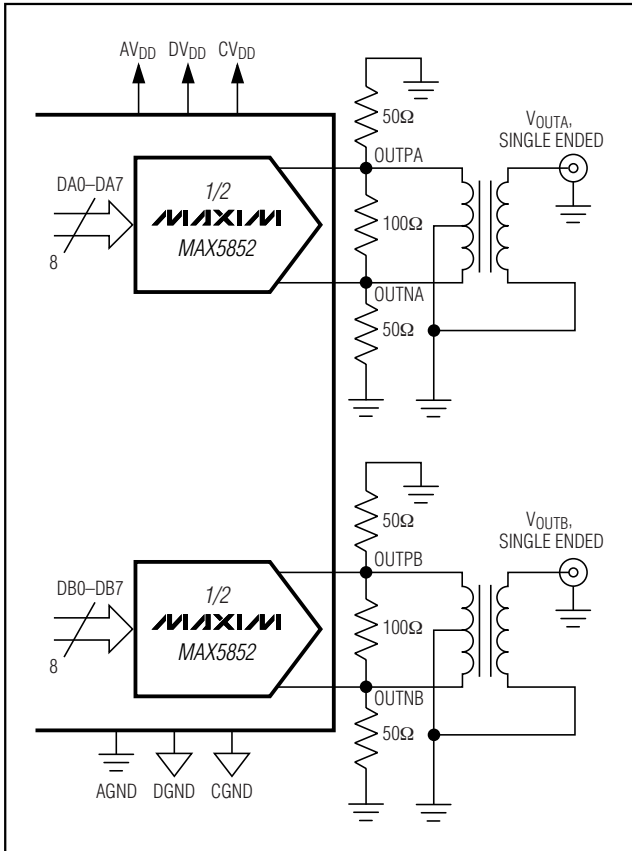 AVDD DVDD CVDD
50Ω
VOUTA,
SINGLE ENDED
OUTPA
DA0–DA7
1/2
MAXIM
MAX5852
8
100Ω
OUTNA
50Ω
50Ω
VOUTB,
SINGLE ENDED
OUTPB
DB0–DB7
1/2
MAXIM
MAX5852
8
100Ω
OUTNB
50Ω
AGND DGND CGND